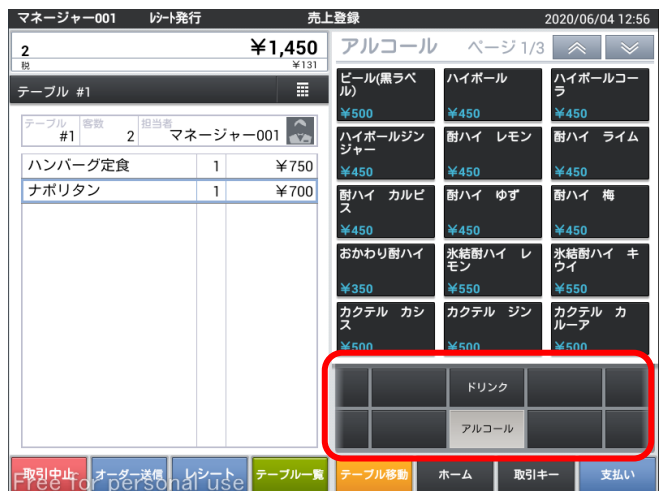 マネージャー001 ﾚｼｰﾄ発行 売上登録 2020/06/04 12:56
2 ¥1,450
税 ¥131
テーブル #1
テーブル #1 客数 2 担当者 マネージャー001
ハンバーグ定食 1 ¥750
ナポリタン 1 ¥700
アルコール ページ 1/3
ビール(黒ラベル)
¥500
ハイボール
¥450
ハイボールコーラ
¥450
ハイボールジンジャー
¥450
酎ハイ レモン
¥450
酎ハイ ライム
¥450
酎ハイ カルピス
¥450
酎ハイ ゆず
¥450
酎ハイ 梅
¥450
おかわり酎ハイ
¥350
氷結酎ハイ レモン
¥550
氷結酎ハイ キウイ
¥550
カクテル カシス
¥500
カクテル ジン
¥500
カクテル カルーア
¥500
ドリンク
アルコール
取引中止 オーダー送信 レシート テーブル一覧 テーブル移動 ホーム 取引キー 支払い
Free for personal use